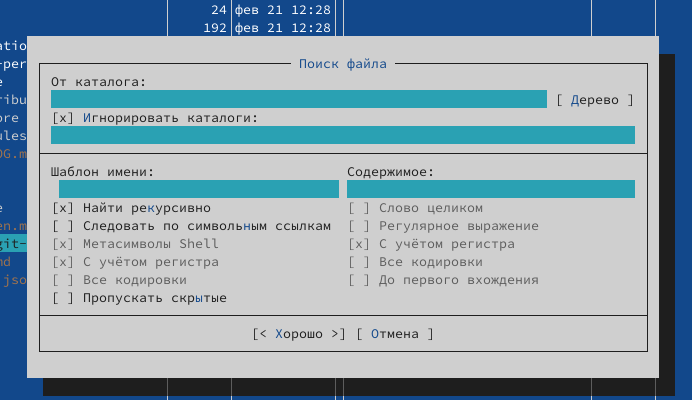 24 фев 21 12:28
192 фев 21 12:28
Поиск файла
От каталога:
[ Дерево ]
[x] Игнорировать каталоги:
Шаблон имени: Содержимое:
[x] Найти рекурсивно [ ] Слово целиком
[ ] Следовать по символьным ссылкам [ ] Регулярное выражение
[x] Метасимволы Shell [x] С учётом регистра
[x] С учётом регистра [ ] Все кодировки
[ ] Все кодировки [ ] До первого вхождения
[ ] Пропускать скрытые
[< Хорошо >] [ Отмена ]